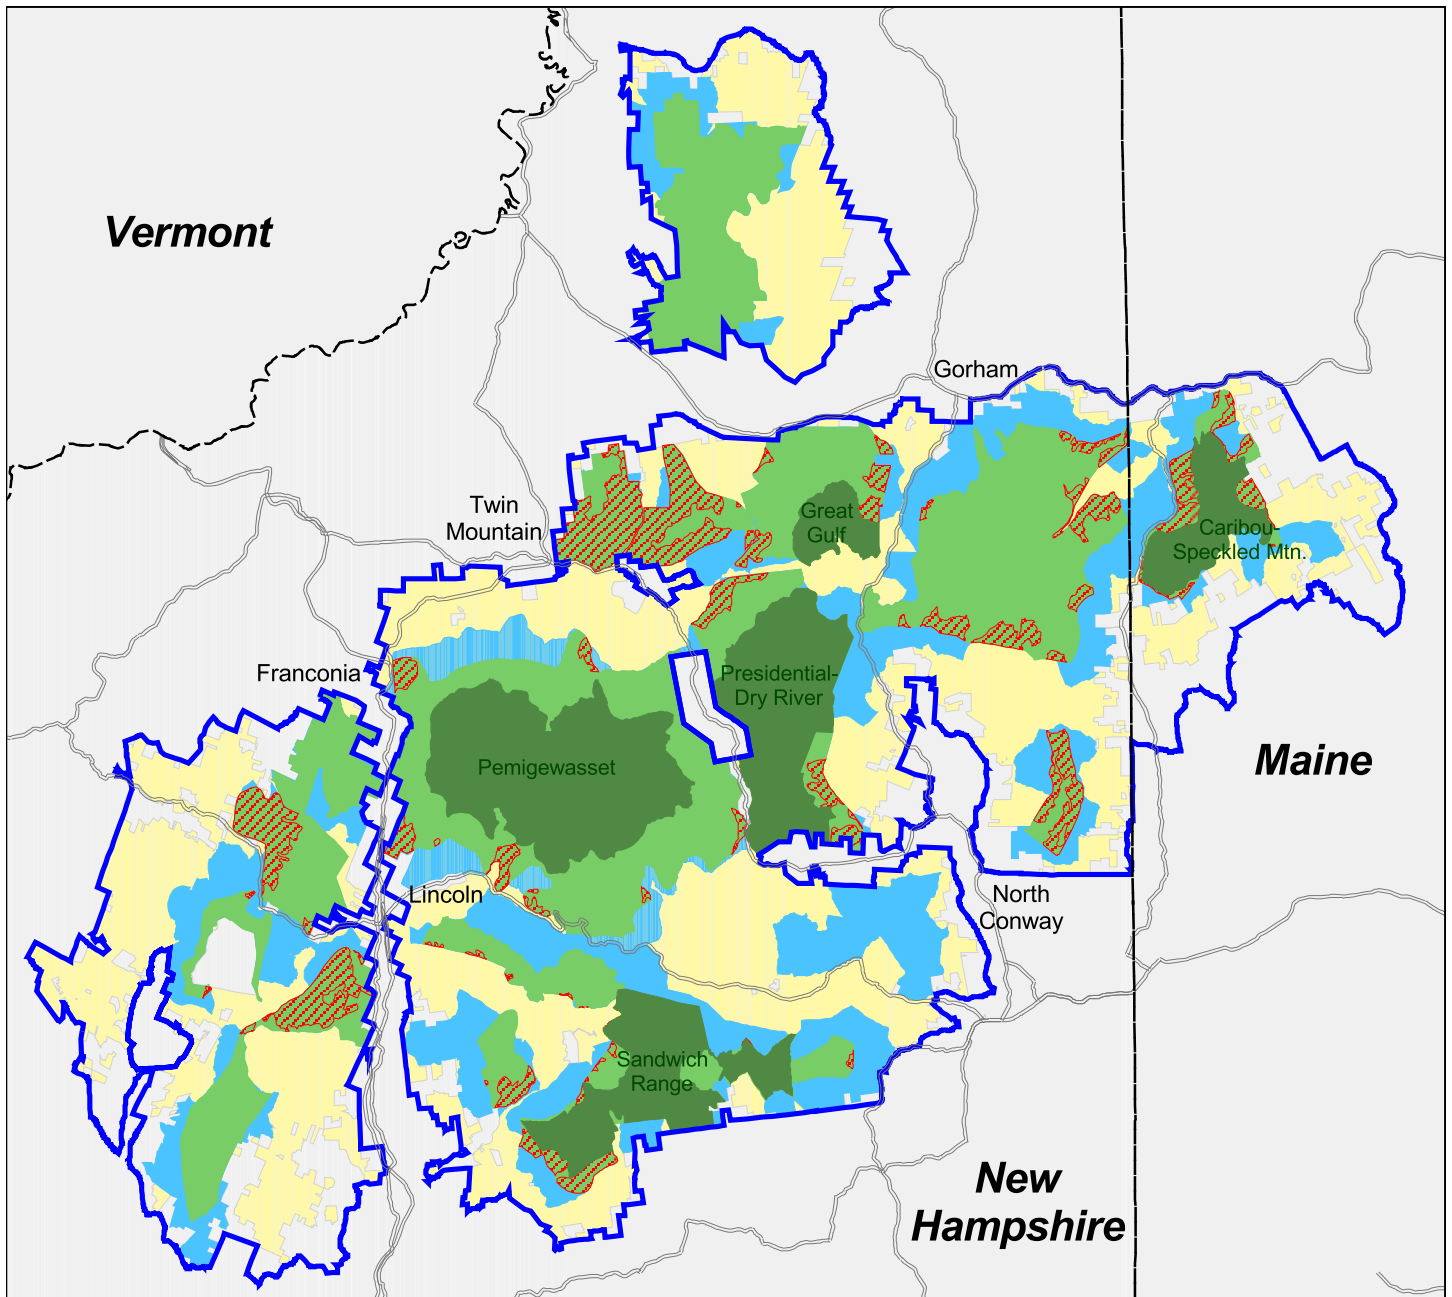 Vermont
Gorham
Twin
Mountain
Great
Gulf
Caribou-
Speckled Mtn.
Franconia
Presidential-
Dry River
Pemigewasset
Maine
Lincoln
North
Conway
Sandwich
Range
New
Hampshire